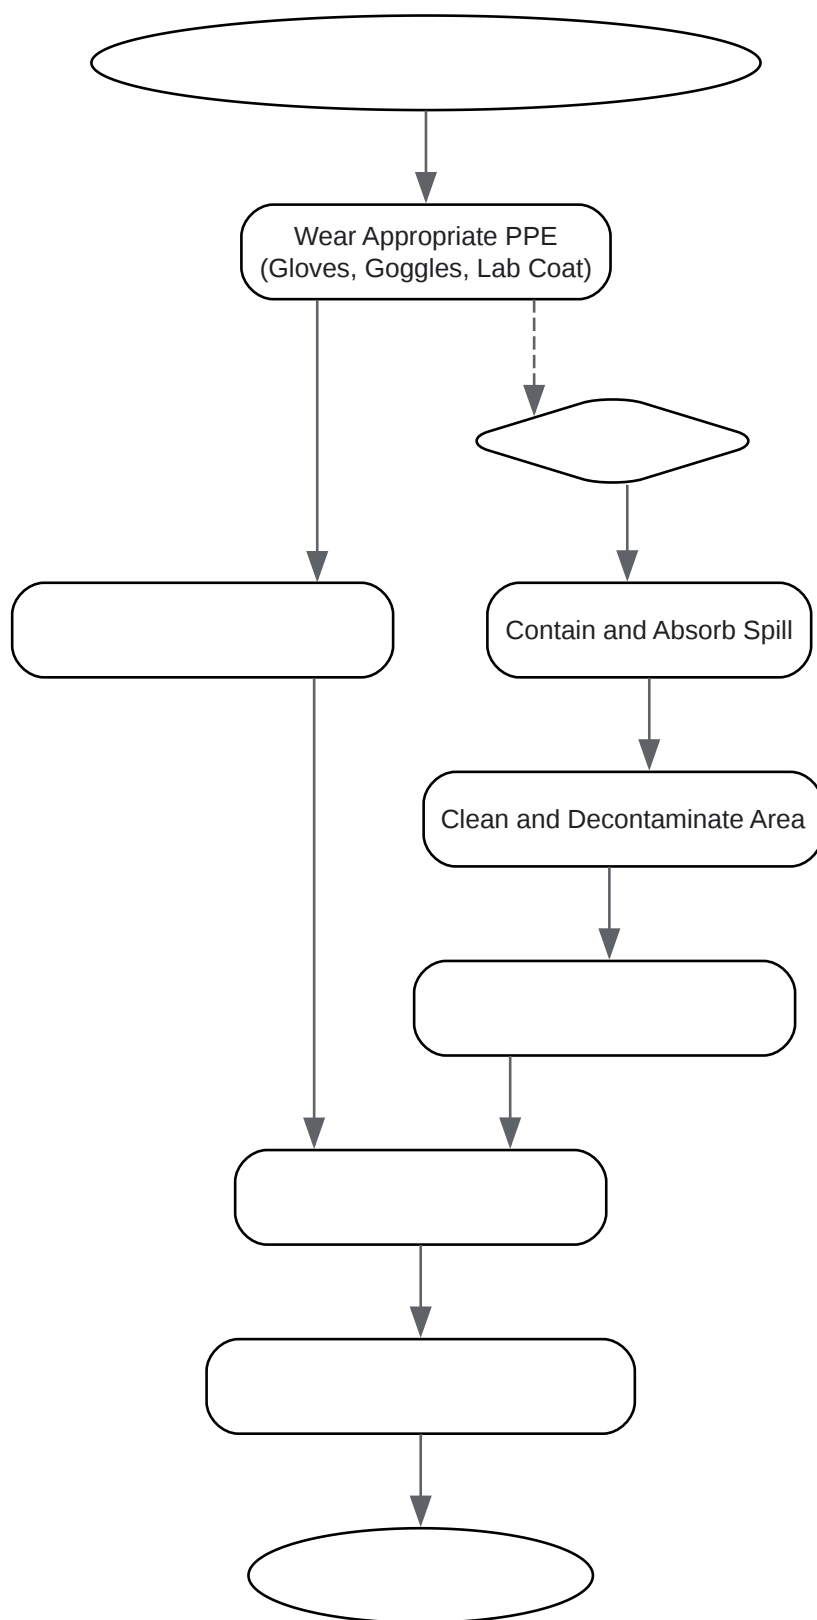 Wear Appropriate PPE
(Gloves, Goggles, Lab Coat)
Contain and Absorb Spill
Clean and Decontaminate Area